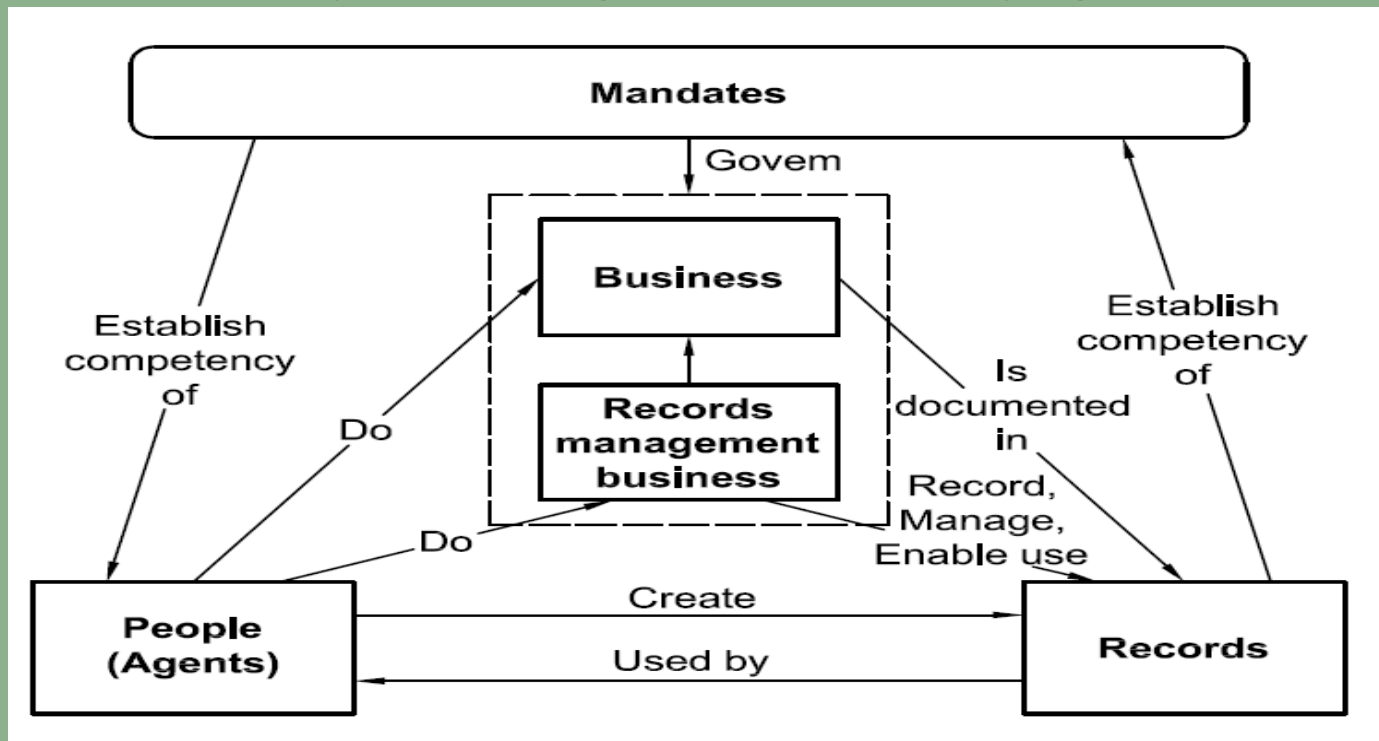 Mandates
Govem
Business
Establish
competency
of
Establish
competency
of
Is
documented
in
Do
Records
management
business
Record,
Manage,
Enable use
Do
People
(Agents)
Create
Used by
Records